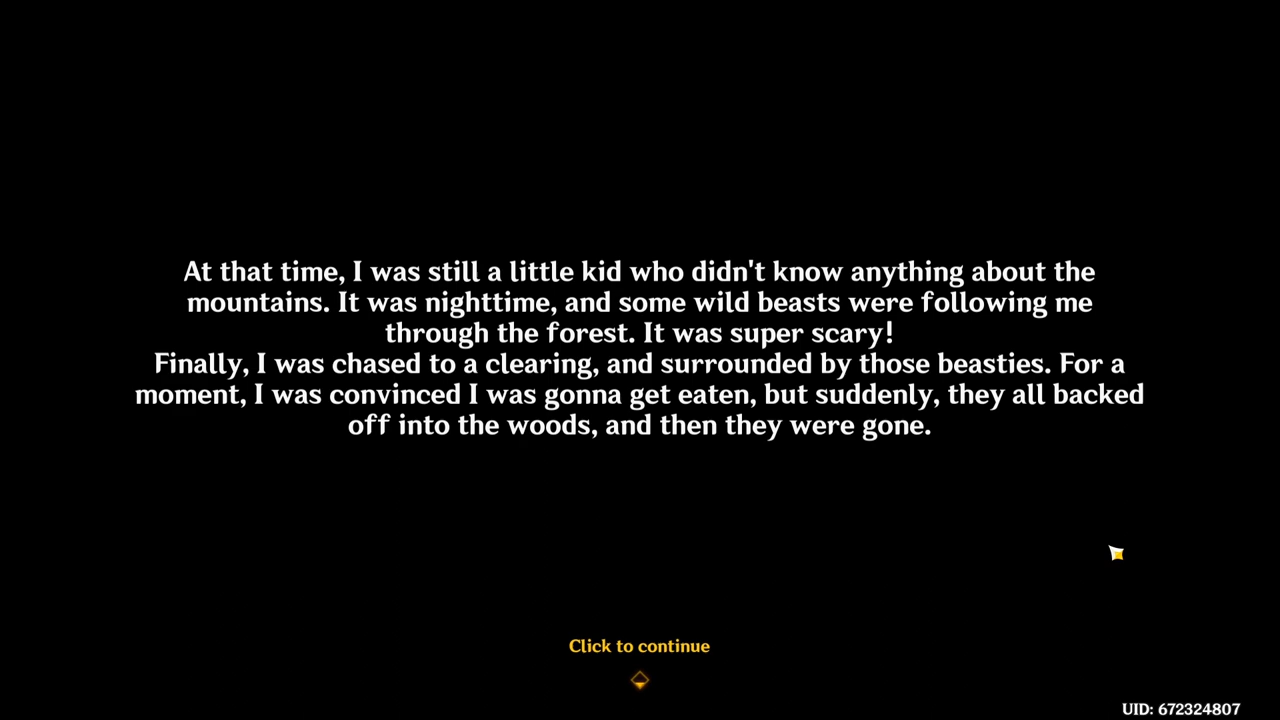 At that time, I was still a little kid who didn't know anything about the
mountains. It was nighttime, and some wild beasts were following me
through the forest. It was super scary!
Finally, I was chased to a clearing, and surrounded by those beasties. For a
moment, I was convinced I was gonna get eaten, but suddenly, they all backed
off into the woods, and then they were gone.
Click to continue
UID: 672324807